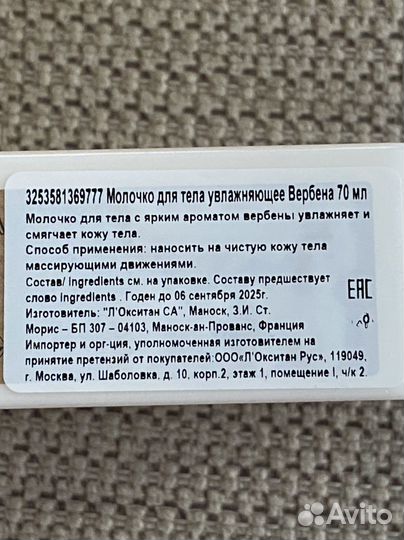 3253581369777 Молочко для тела увлажняющее Вербена 70 мл
Молочко для тела с ярким ароматом вербены увлажняет и
смягчает кожу тела.
Способ применения: наносить на чистую кожу тела
массирующими движениями.
Состав/ Ingredients см. на упаковке. Составу предшествует
слово Ingredients . Годен до 06 сентября 2025г.
Изготовитель: "Л'Окситан СА", Маноск, З.И. Ст.
Морис – БП 307 – 04103, Маноск-ан-Прованс, Франция
Импортер и орг-ция, уполномоченная изготовителем на
принятие претензий от покупателей:ООО«Л'Окситан Рус», 119049,
г. Москва, ул. Шаболовка, д. 10, корп.2, этаж 1, помещение I, ч/к 2.
EAC
Avito